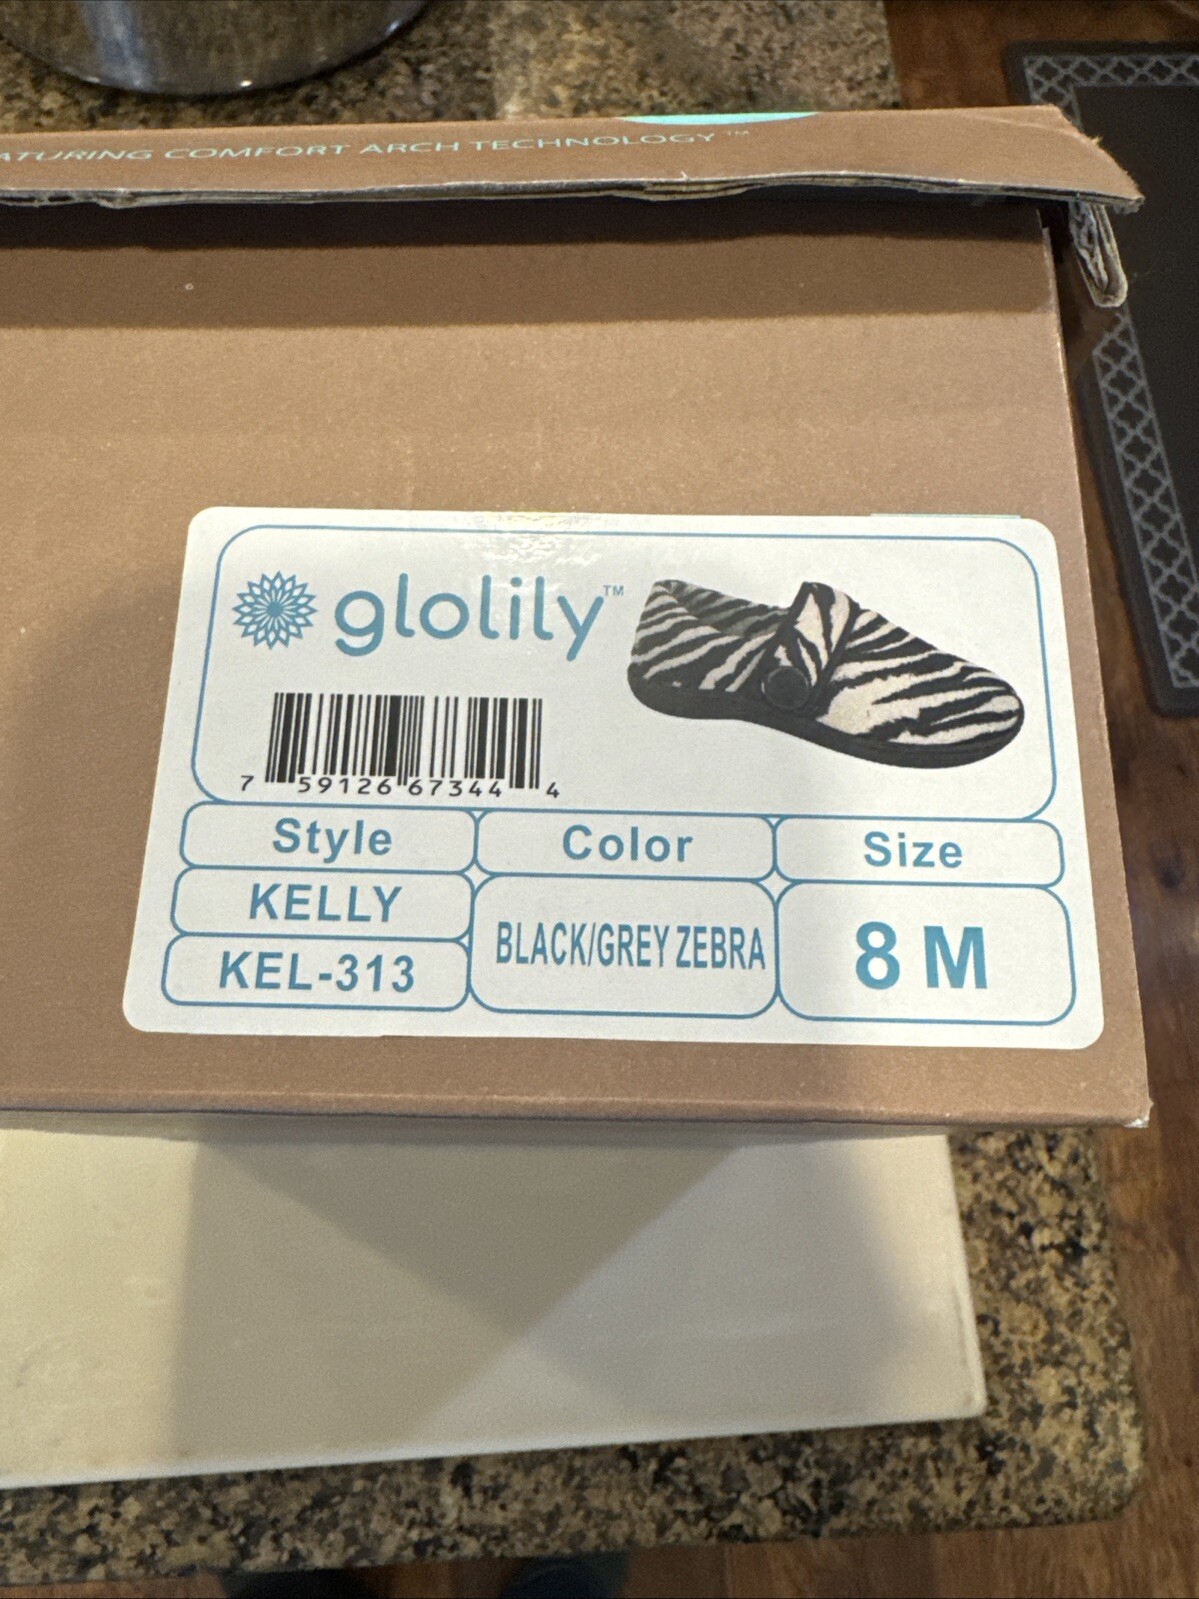 ATURING COMFORT ARCH TECHNOLOGY™
glolily™
7 59126 67344 4
Style Color Size
KELLY
BLACK/GREY ZEBRA 8 M
KEL-313